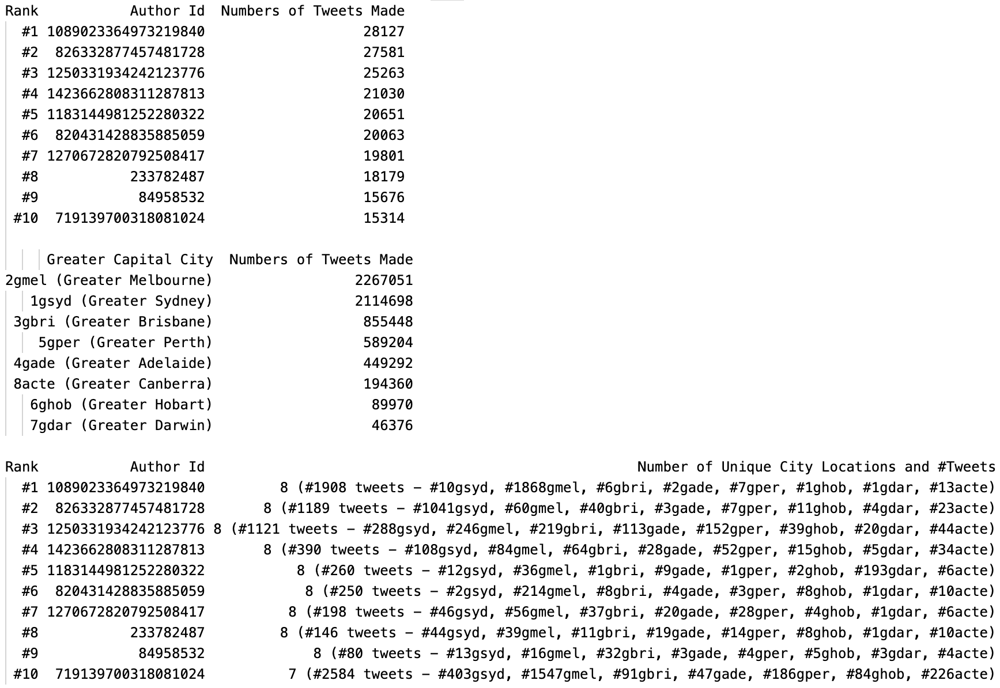 Rank Author Id Numbers of Tweets Made
#1 1089023364973219840 28127
#2 826332877457481728 27581
#3 1250331934242123776 25263
#4 1423662808311287813 21030
#5 1183144981252280322 20651
#6 820431428835885059 20063
#7 1270672820792508417 19801
#8 233782487 18179
#9 84958532 15676
#10 719139700318081024 15314
Greater Capital City Numbers of Tweets Made
2gmel (Greater Melbourne) 2267051
1gsyd (Greater Sydney) 2114698
3gbri (Greater Brisbane) 855448
5gper (Greater Perth) 589204
4gade (Greater Adelaide) 449292
8acte (Greater Canberra) 194360
6ghob (Greater Hobart) 89970
7gdar (Greater Darwin) 46376
Rank Author Id Number of Unique City Locations and #Tweets
#1 1089023364973219840 8 (#1908 tweets – #10gsyd, #1868gmel, #6gbri, #2gade, #7gper, #1ghob, #1gdar, #13acte)
#2 826332877457481728 8 (#1189 tweets – #1041gsyd, #60gmel, #40gbri, #3gade, #7gper, #11ghob, #4gdar, #23acte)
#3 1250331934242123776 8 (#1121 tweets – #288gsyd, #246gmel, #219gbri, #113gade, #152gper, #39ghob, #20gdar, #44acte)
#4 1423662808311287813 8 (#390 tweets – #108gsyd, #84gmel, #64gbri, #28gade, #52gper, #15ghob, #5gdar, #34acte)
#5 1183144981252280322 8 (#260 tweets – #12gsyd, #36gmel, #1gbri, #9gade, #1gper, #2ghob, #193gdar, #6acte)
#6 820431428835885059 8 (#250 tweets – #2gsyd, #214gmel, #8gbri, #4gade, #3gper, #8ghob, #1gdar, #10acte)
#7 1270672820792508417 8 (#198 tweets – #46gsyd, #56gmel, #37gbri, #20gade, #28gper, #4ghob, #1gdar, #6acte)
#8 233782487 8 (#146 tweets – #44gsyd, #39gmel, #11gbri, #19gade, #14gper, #8ghob, #1gdar, #10acte)
#9 84958532 8 (#80 tweets – #13gsyd, #16gmel, #32gbri, #3gade, #4gper, #5ghob, #3gdar, #4acte)
#10 719139700318081024 7 (#2584 tweets – #403gsyd, #1547gmel, #91gbri, #47gade, #186gper, #84ghob, #226acte)